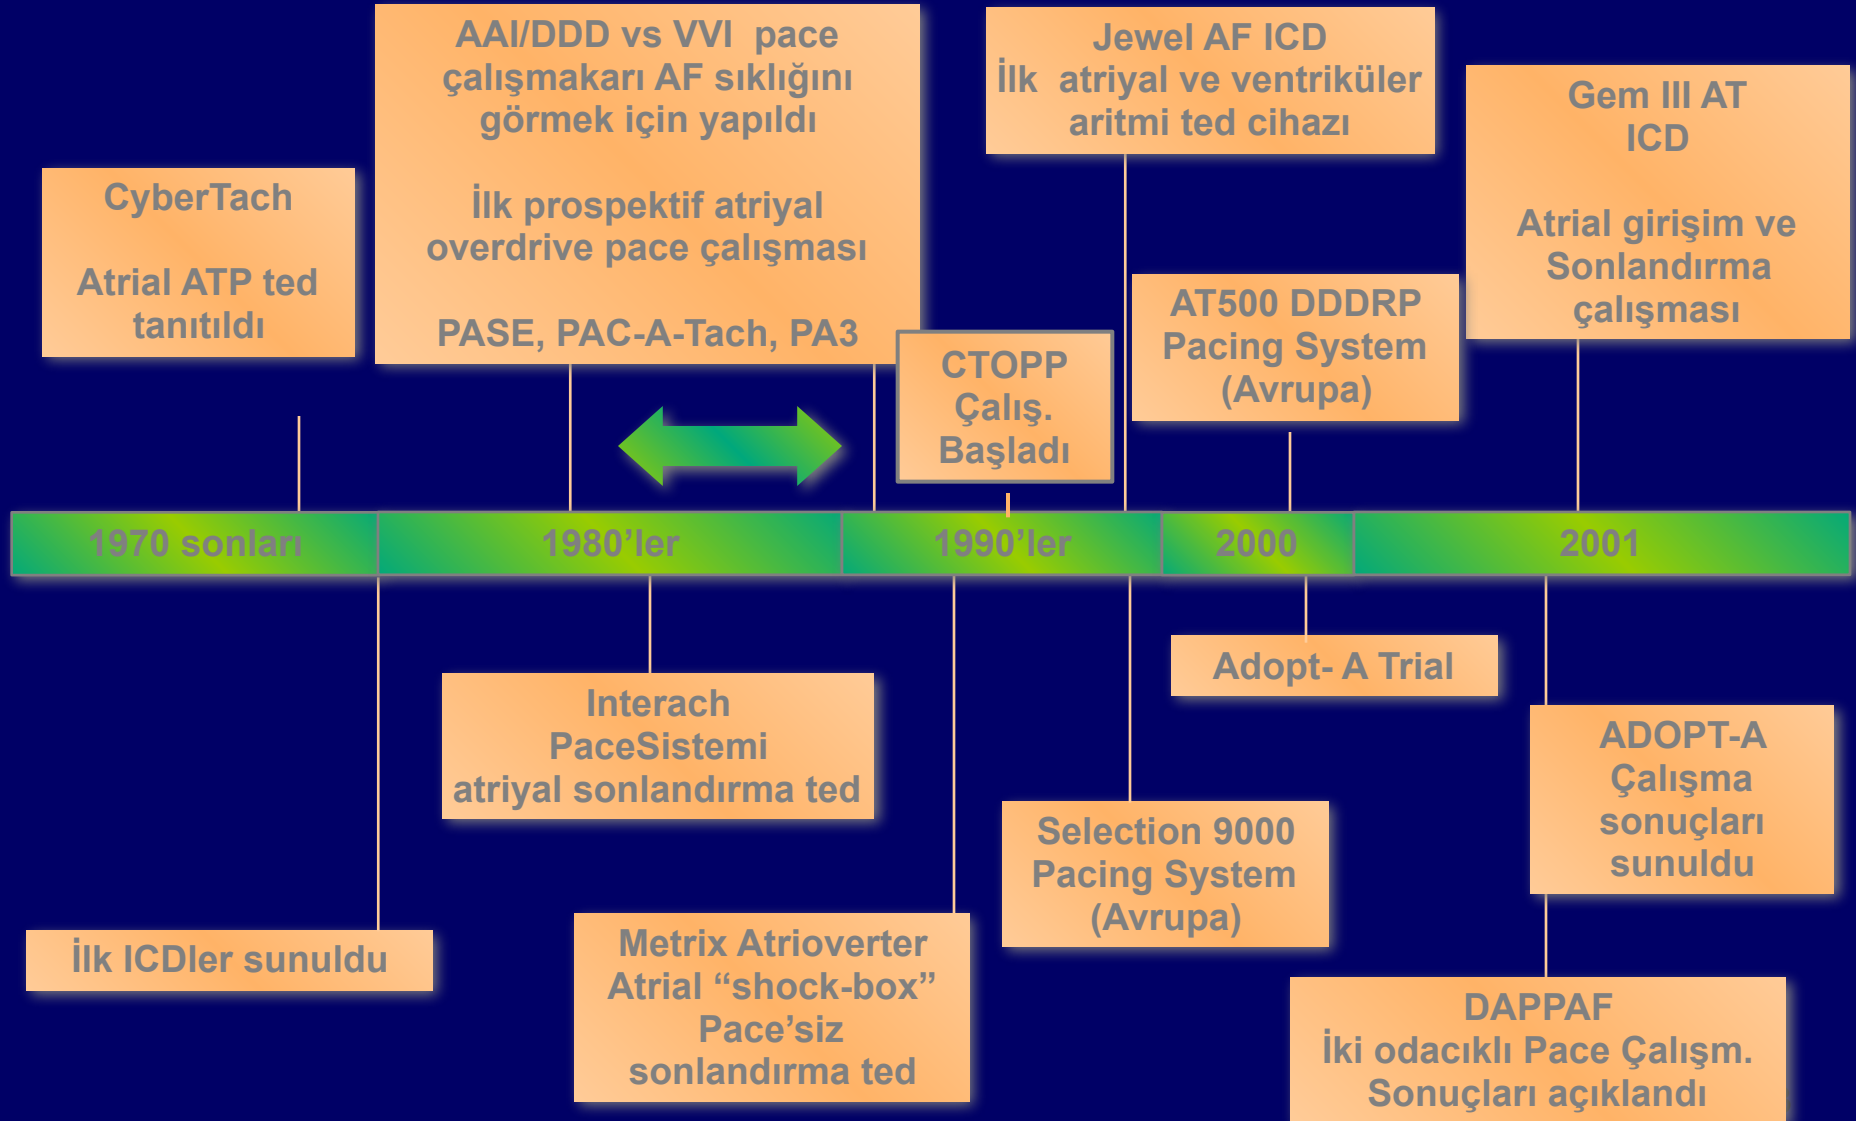 AAI/DDD vs VVI  pace
çalışmakarı AF sıklığını
görmek için yapıldı
İlk prospektif atriyal
overdrive pace çalışması
PASE, PAC-A-Tach, PA3
Jewel AF ICD
İlk  atriyal ve ventriküler
aritmi ted cihazı
Gem III AT
ICD
Atrial girişim ve
Sonlandırma
çalışması
CyberTach
Atrial ATP ted
tanıtıldı
AT500 DDDRP
Pacing System
(Avrupa)
CTOPP
Çalış.
Başladı
1970 sonları
1980’ler
1990’ler
2000
2001
Adopt- A Trial
Interach
PaceSistemi
atriyal sonlandırma ted
ADOPT-A
Çalışma
sonuçları
sunuldu
Selection 9000
Pacing System
(Avrupa)
İlk ICDler sunuldu
Metrix Atrioverter
Atrial “shock-box”
Pace’siz
sonlandırma ted
DAPPAF
İki odacıklı Pace Çalışm.
Sonuçları açıklandı